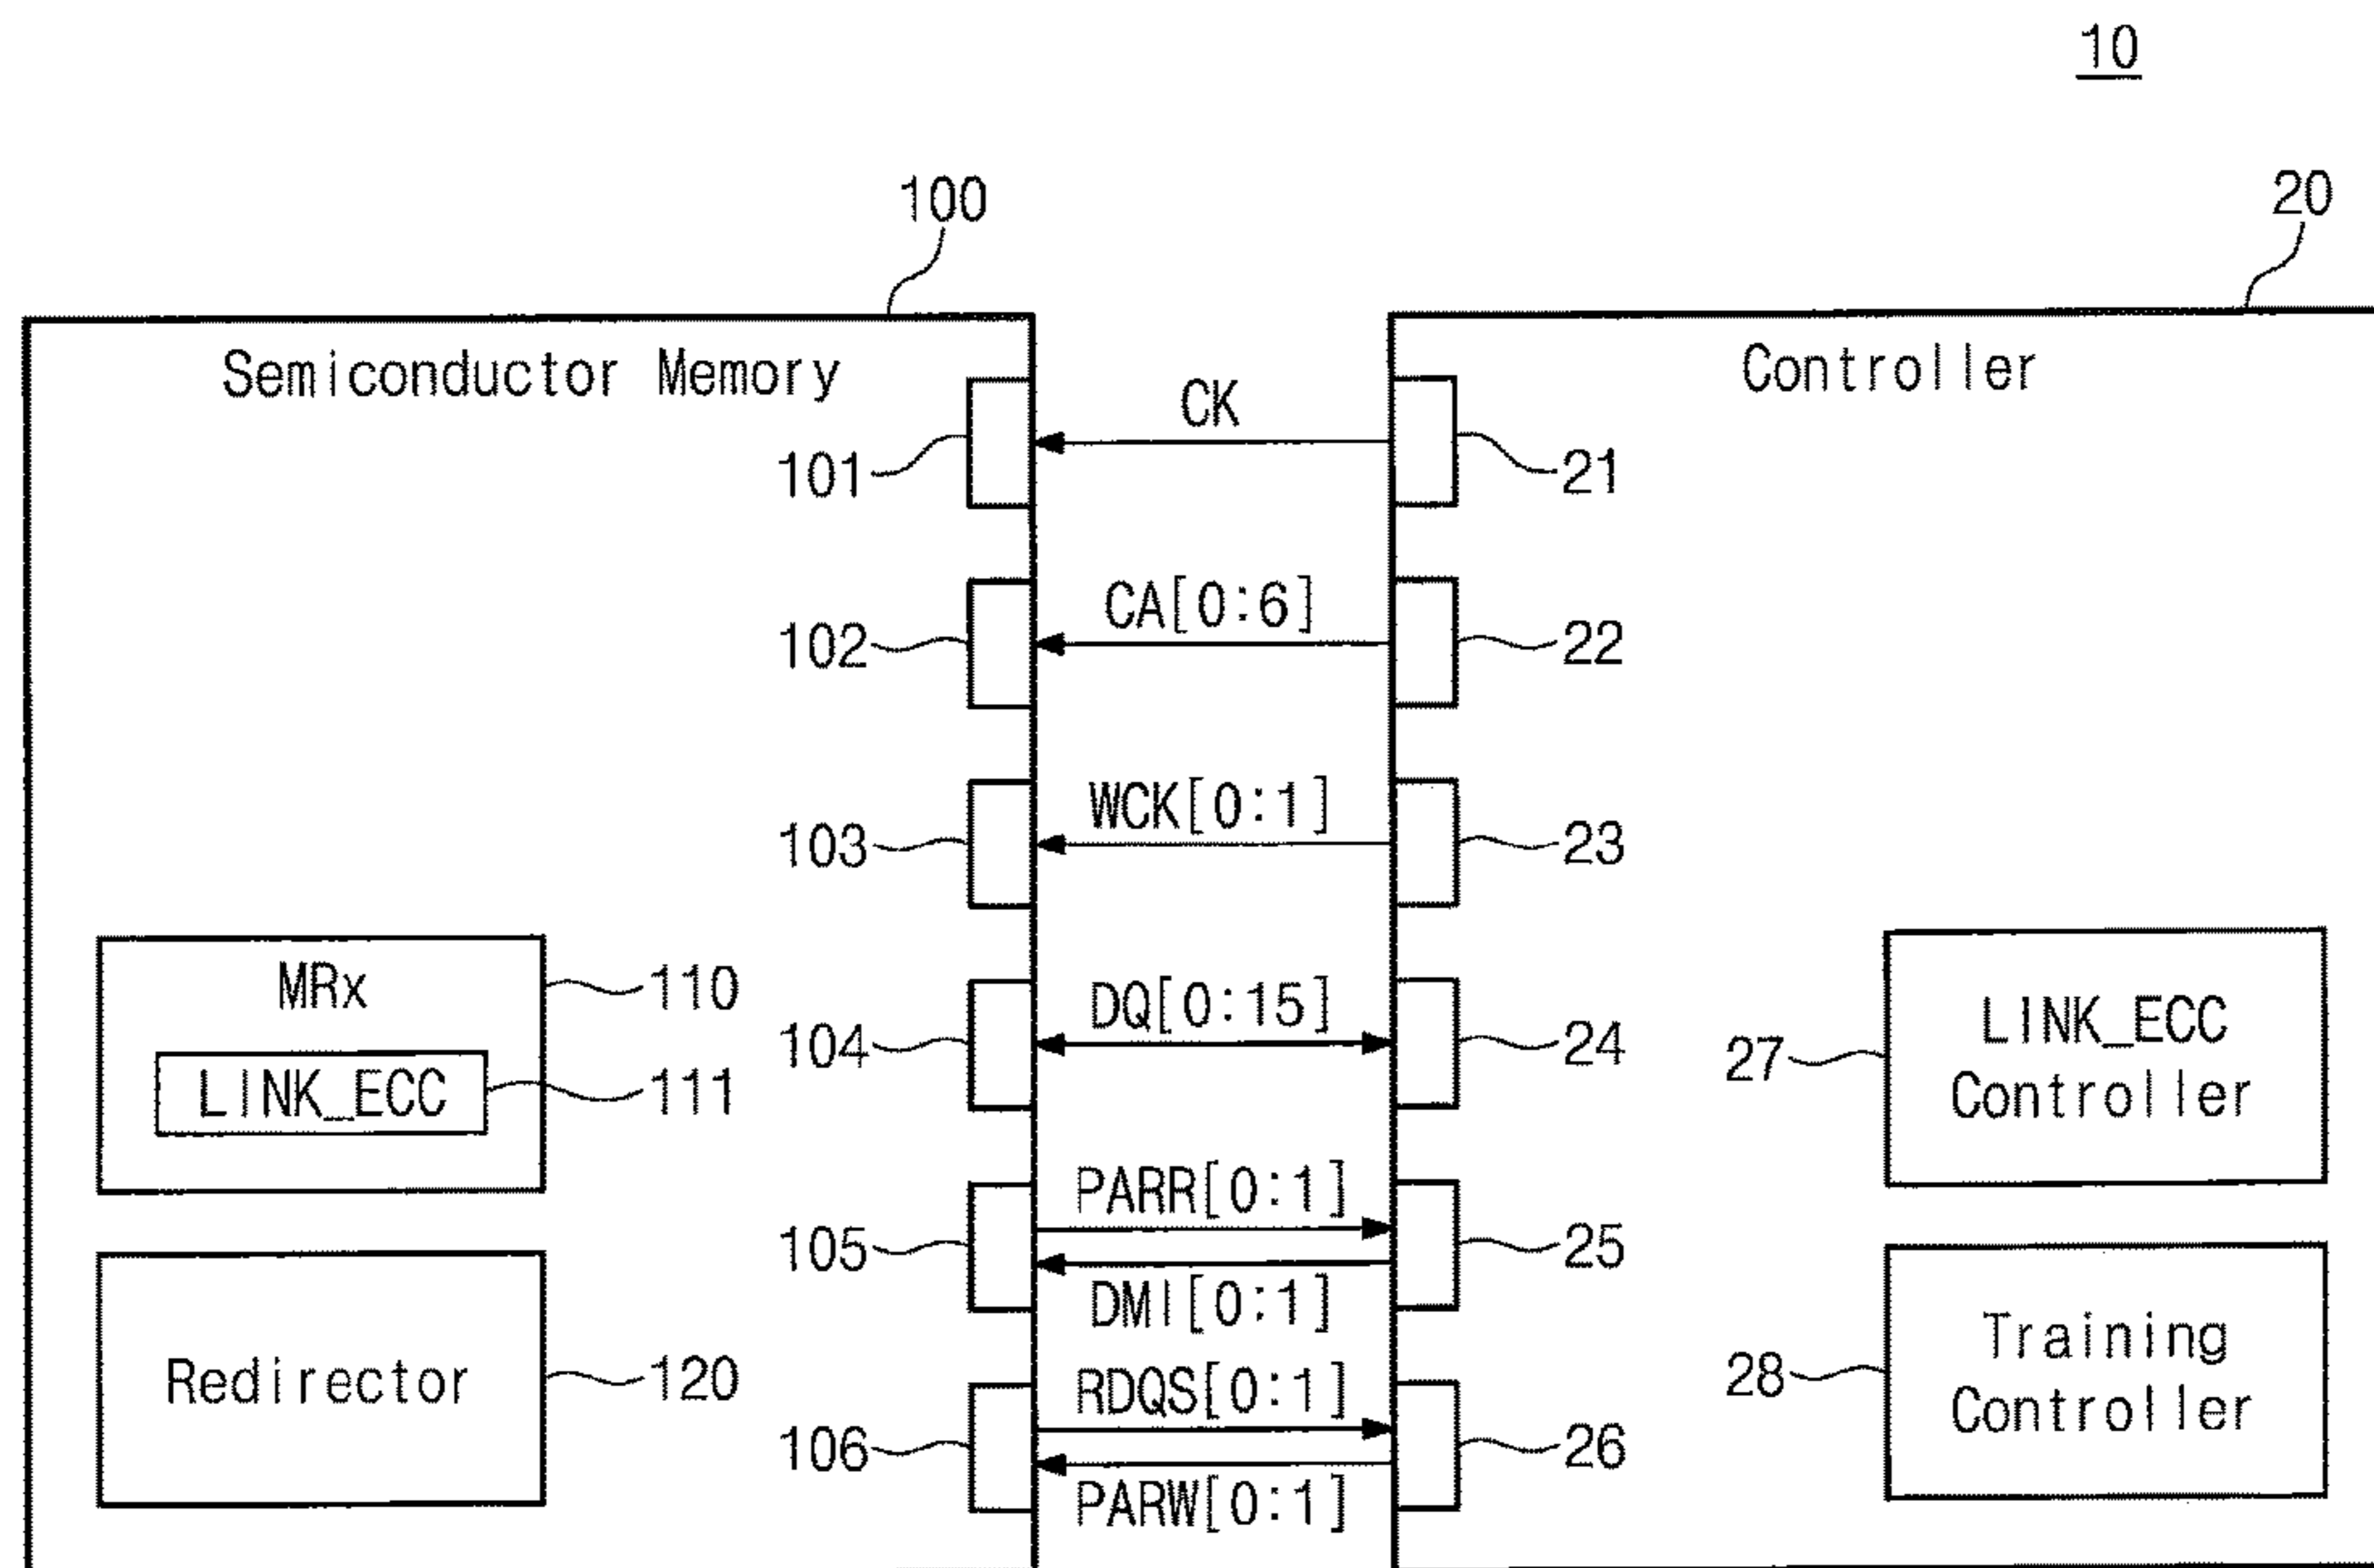 10
100
20
Semiconductor Memory
Controller
CK
101
21
CA[0:6]
102
22
WCK[0:1]
103
23
MRx
110
DQ[0:15]
104
24
LINK_ECC
Controller
27
LINK_ECC
111
PARR[0:1]
105
25
DMI[0:1]
Redirector
120
RDQS[0:1]
106
26
PARW[0:1]
Training
Controller
28